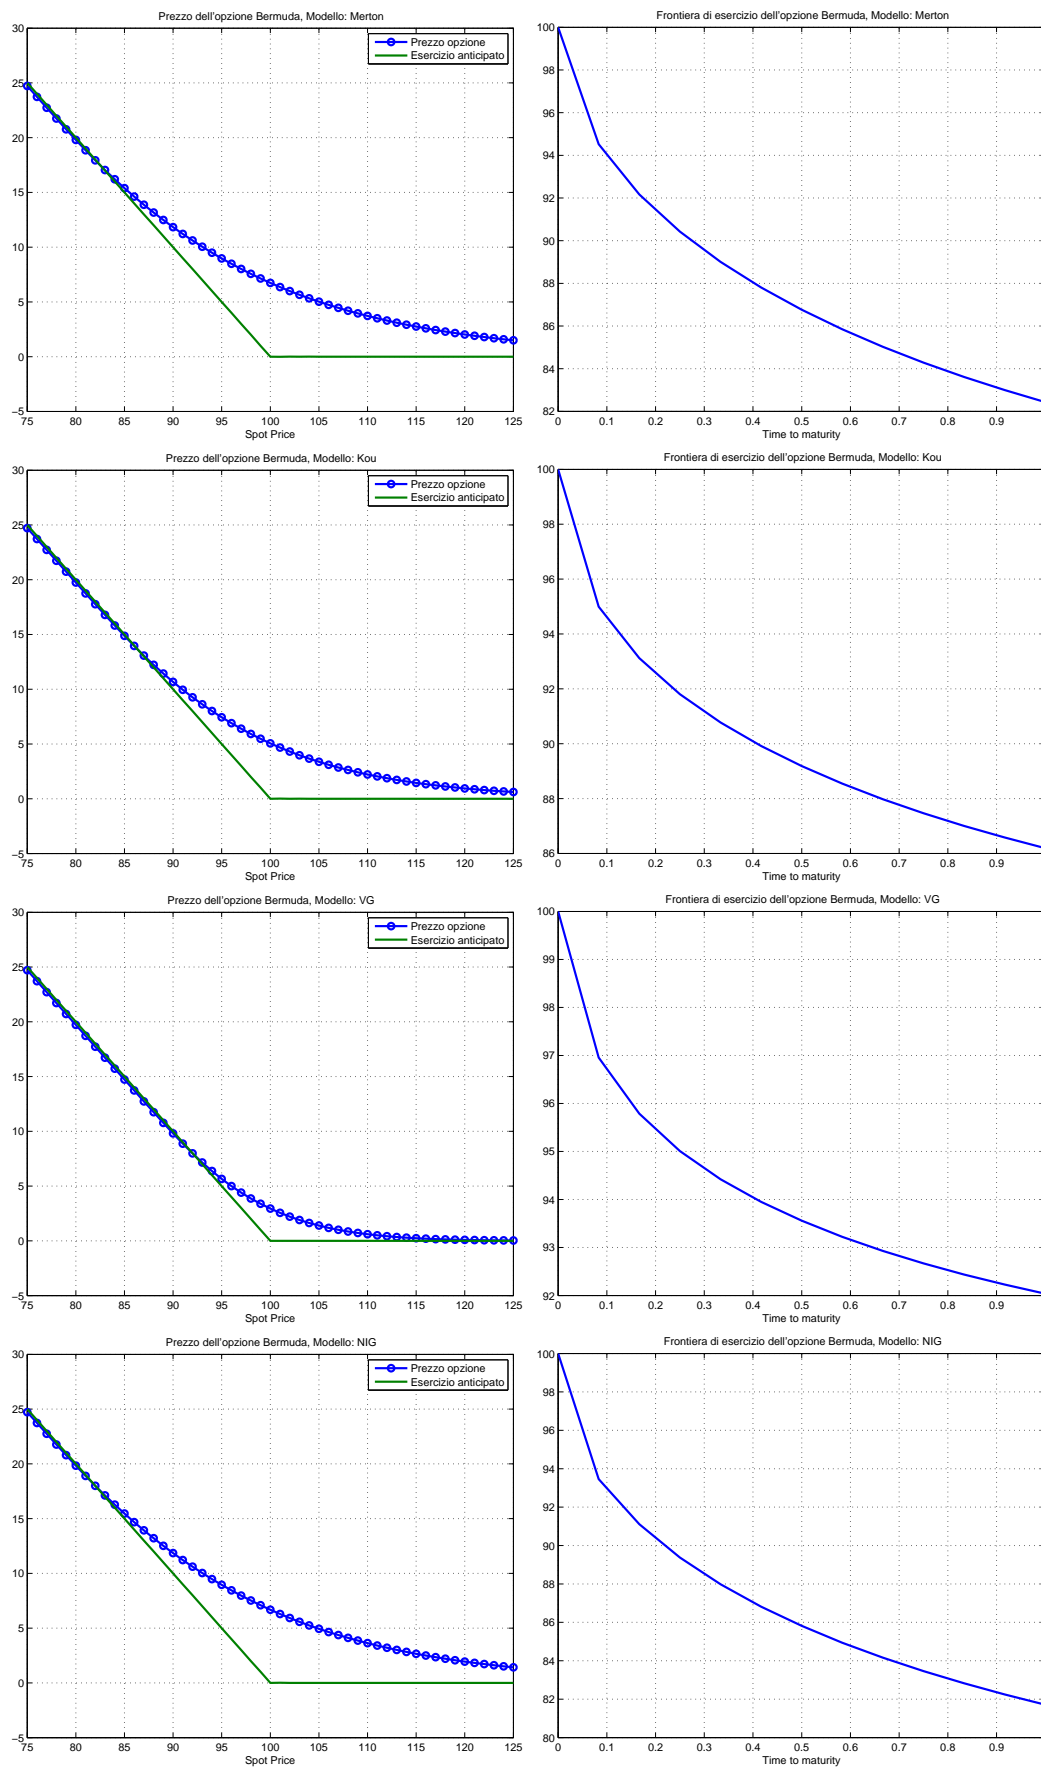 Prezzo dell'opzione Bermuda, Modello: Merton
30
25
20
15
10
5
0
−5
75 80 85 90 95 100 105 110 115 120 125
Spot Price
Prezzo opzione
Esercizio anticipato
Frontiera di esercizio dell'opzione Bermuda, Modello: Merton
100
98
96
94
92
90
88
86
84
82
0 0.1 0.2 0.3 0.4 0.5 0.6 0.7 0.8 0.9
Time to maturity
Prezzo dell'opzione Bermuda, Modello: Kou
30
25
20
15
10
5
0
−5
75 80 85 90 95 100 105 110 115 120 125
Spot Price
Prezzo opzione
Esercizio anticipato
Frontiera di esercizio dell'opzione Bermuda, Modello: Kou
100
98
96
94
92
90
88
86
0 0.1 0.2 0.3 0.4 0.5 0.6 0.7 0.8 0.9
Time to maturity
Prezzo dell'opzione Bermuda, Modello: VG
30
25
20
15
10
5
0
−5
75 80 85 90 95 100 105 110 115 120 125
Spot Price
Prezzo opzione
Esercizio anticipato
Frontiera di esercizio dell'opzione Bermuda, Modello: VG
100
99
98
97
96
95
94
93
92
0 0.1 0.2 0.3 0.4 0.5 0.6 0.7 0.8 0.9
Time to maturity
Prezzo dell'opzione Bermuda, Modello: NIG
30
25
20
15
10
5
0
−5
75 80 85 90 95 100 105 110 115 120 125
Spot Price
Prezzo opzione
Esercizio anticipato
Frontiera di esercizio dell'opzione Bermuda, Modello: NIG
100
98
96
94
92
90
88
86
84
82
80
0 0.1 0.2 0.3 0.4 0.5 0.6 0.7 0.8 0.9
Time to maturity